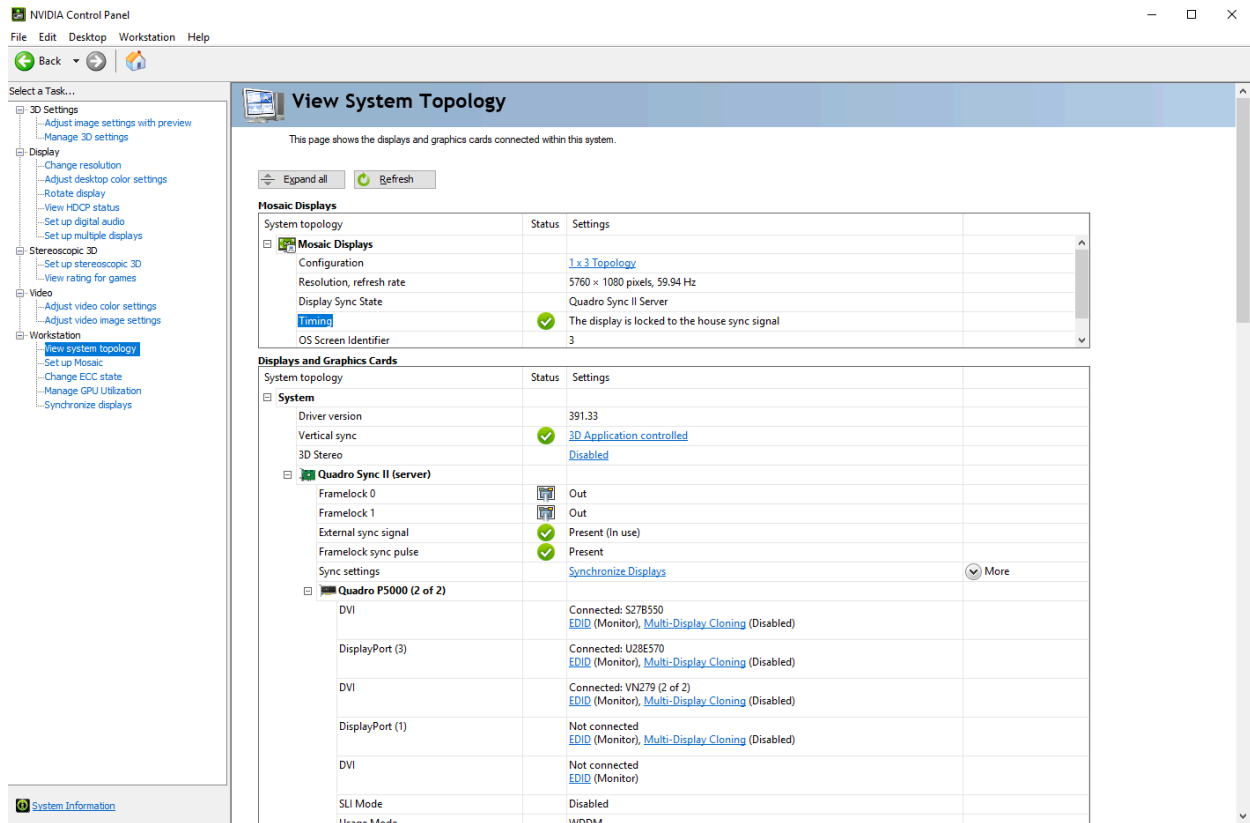 NVIDIA Control Panel
File Edit Desktop Workstation Help
Back
Select a Task...
3D Settings
Adjust image settings with preview
Manage 3D settings
Display
Change resolution
Adjust desktop color settings
Rotate display
View HDCP status
Set up digital audio
Set up multiple displays
Stereoscopic 3D
Set up stereoscopic 3D
View rating for games
Video
Adjust video color settings
Adjust video image settings
Workstation
View system topology
Set up Mosaic
Change ECC state
Manage GPU Utilization
Synchronize displays
System Information
View System Topology
This page shows the displays and graphics cards connected within this system.
Expand all Refresh
Mosaic Displays
System topology Status Settings
Mosaic Displays
Configuration 1 x 3 Topology
Resolution, refresh rate 5760 × 1080 pixels, 59.94 Hz
Display Sync State Quadro Sync II Server
Timing The display is locked to the house sync signal
OS Screen Identifier 3
Displays and Graphics Cards
System topology Status Settings
System
Driver version 391.33
Vertical sync 3D Application controlled
3D Stereo Disabled
Quadro Sync II (server)
Framelock 0 Out
Framelock 1 Out
External sync signal Present (In use)
Framelock sync pulse Present
Sync settings Synchronize Displays More
Quadro P5000 (2 of 2)
DVI Connected: S27B550
EDID (Monitor), Multi-Display Cloning (Disabled)
DisplayPort (3) Connected: U28E570
EDID (Monitor), Multi-Display Cloning (Disabled)
DVI Connected: VN279 (2 of 2)
EDID (Monitor), Multi-Display Cloning (Disabled)
DisplayPort (1) Not connected
EDID (Monitor), Multi-Display Cloning (Disabled)
DVI Not connected
EDID (Monitor)
SLI Mode Disabled
Usage Mode WDDM